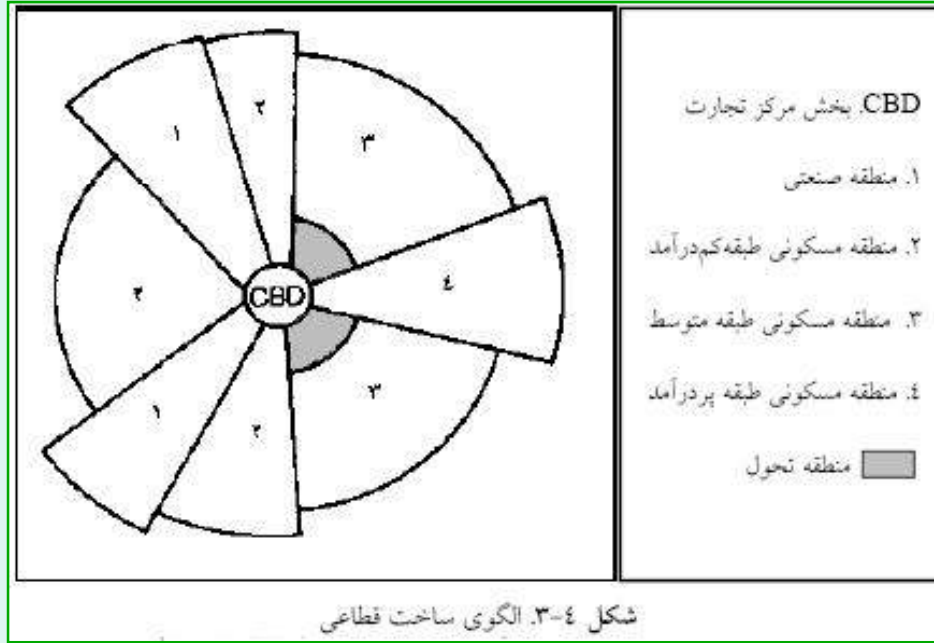 ۲
۱
۳
۲
CBD
٤
۱
۲
۳
CBD. بخش مرکز تجارت
۱. منطقه صنعتی
۲. منطقه مسکونی طبقه‌کم‌درآمد
۳. منطقه مسکونی طبقه متوسط
٤. منطقه مسکونی طبقه پردرآمد
منطقه تحول
شکل ٤-۳. الگوی ساخت قطاعی